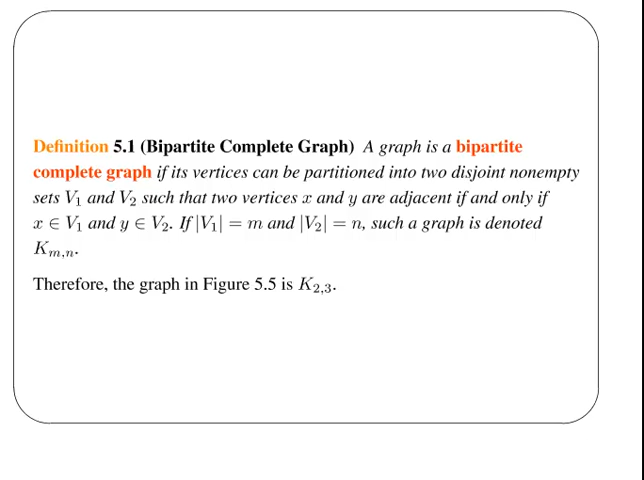 Definition 5.1 (Bipartite Complete Graph) A graph is a bipartite
complete graph if its vertices can be partitioned into two disjoint nonempty
sets V₁ and V₂ such that two vertices x and y are adjacent if and only if
x ∈ V₁ and y ∈ V₂. If |V₁| = m and |V₂| = n, such a graph is denoted
Kₘ,ₙ.
Therefore, the graph in Figure 5.5 is K₂,₃.